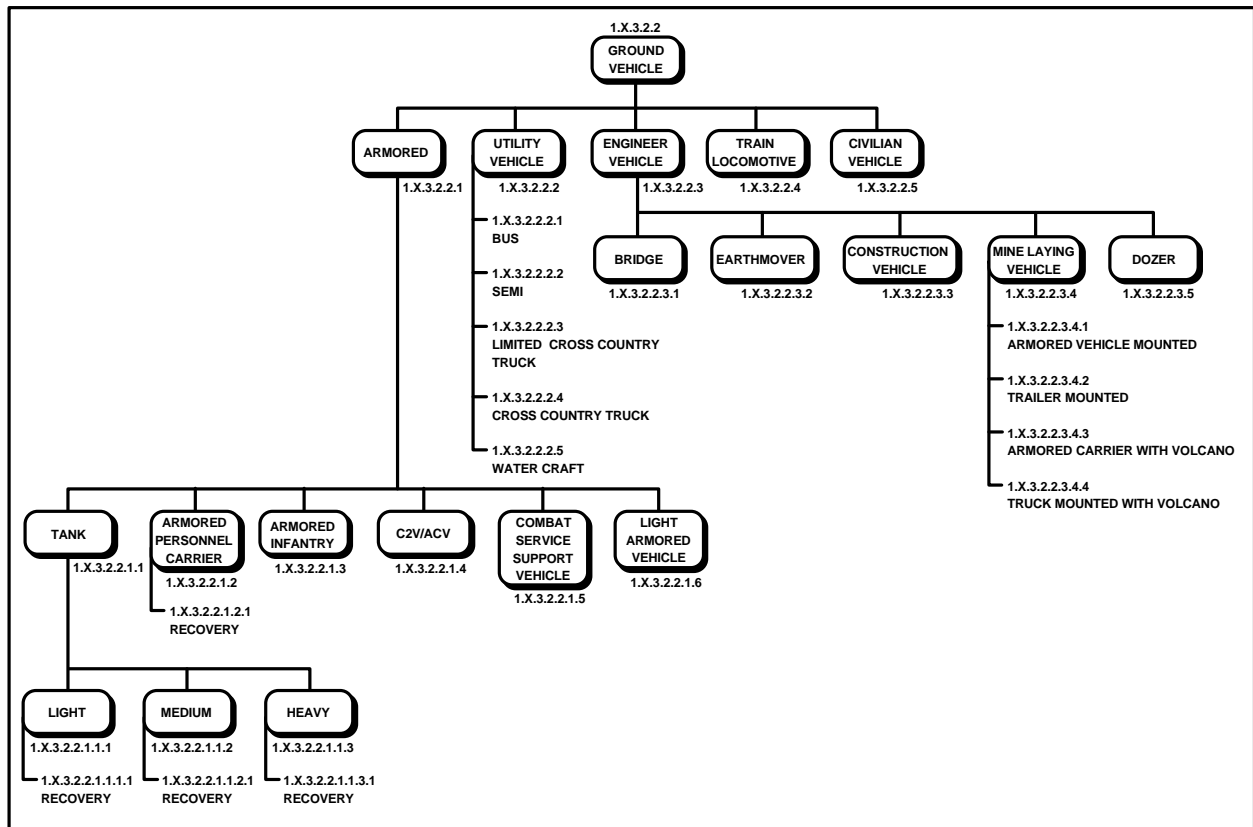 1.X.3.2.2
GROUND
VEHICLE
ARMORED
1.X.3.2.2.1
UTILITY
VEHICLE
1.X.3.2.2.2
ENGINEER
VEHICLE
1.X.3.2.2.3
TRAIN
LOCOMOTIVE
1.X.3.2.2.4
CIVILIAN
VEHICLE
1.X.3.2.2.5
1.X.3.2.2.2.1
BUS
1.X.3.2.2.2.2
SEMI
1.X.3.2.2.2.3
LIMITED CROSS COUNTRY
TRUCK
1.X.3.2.2.2.4
CROSS COUNTRY TRUCK
1.X.3.2.2.2.5
WATER CRAFT
BRIDGE
1.X.3.2.2.3.1
EARTHMOVER
1.X.3.2.2.3.2
CONSTRUCTION
VEHICLE
1.X.3.2.2.3.3
MINE LAYING
VEHICLE
1.X.3.2.2.3.4
DOZER
1.X.3.2.2.3.5
1.X.3.2.2.3.4.1
ARMORED VEHICLE MOUNTED
1.X.3.2.2.3.4.2
TRAILER MOUNTED
1.X.3.2.2.3.4.3
ARMORED CARRIER WITH VOLCANO
1.X.3.2.2.3.4.4
TRUCK MOUNTED WITH VOLCANO
TANK
1.X.3.2.2.1.1
ARMORED
PERSONNEL
CARRIER
1.X.3.2.2.1.2
1.X.3.2.2.1.2.1
RECOVERY
ARMORED
INFANTRY
1.X.3.2.2.1.3
C2V/ACV
1.X.3.2.2.1.4
COMBAT
SERVICE
SUPPORT
VEHICLE
1.X.3.2.2.1.5
LIGHT
ARMORED
VEHICLE
1.X.3.2.2.1.6
LIGHT
1.X.3.2.2.1.1.1
1.X.3.2.2.1.1.1.1
RECOVERY
MEDIUM
1.X.3.2.2.1.1.2
1.X.3.2.2.1.1.2.1
RECOVERY
HEAVY
1.X.3.2.2.1.1.3
1.X.3.2.2.1.1.3.1
RECOVERY